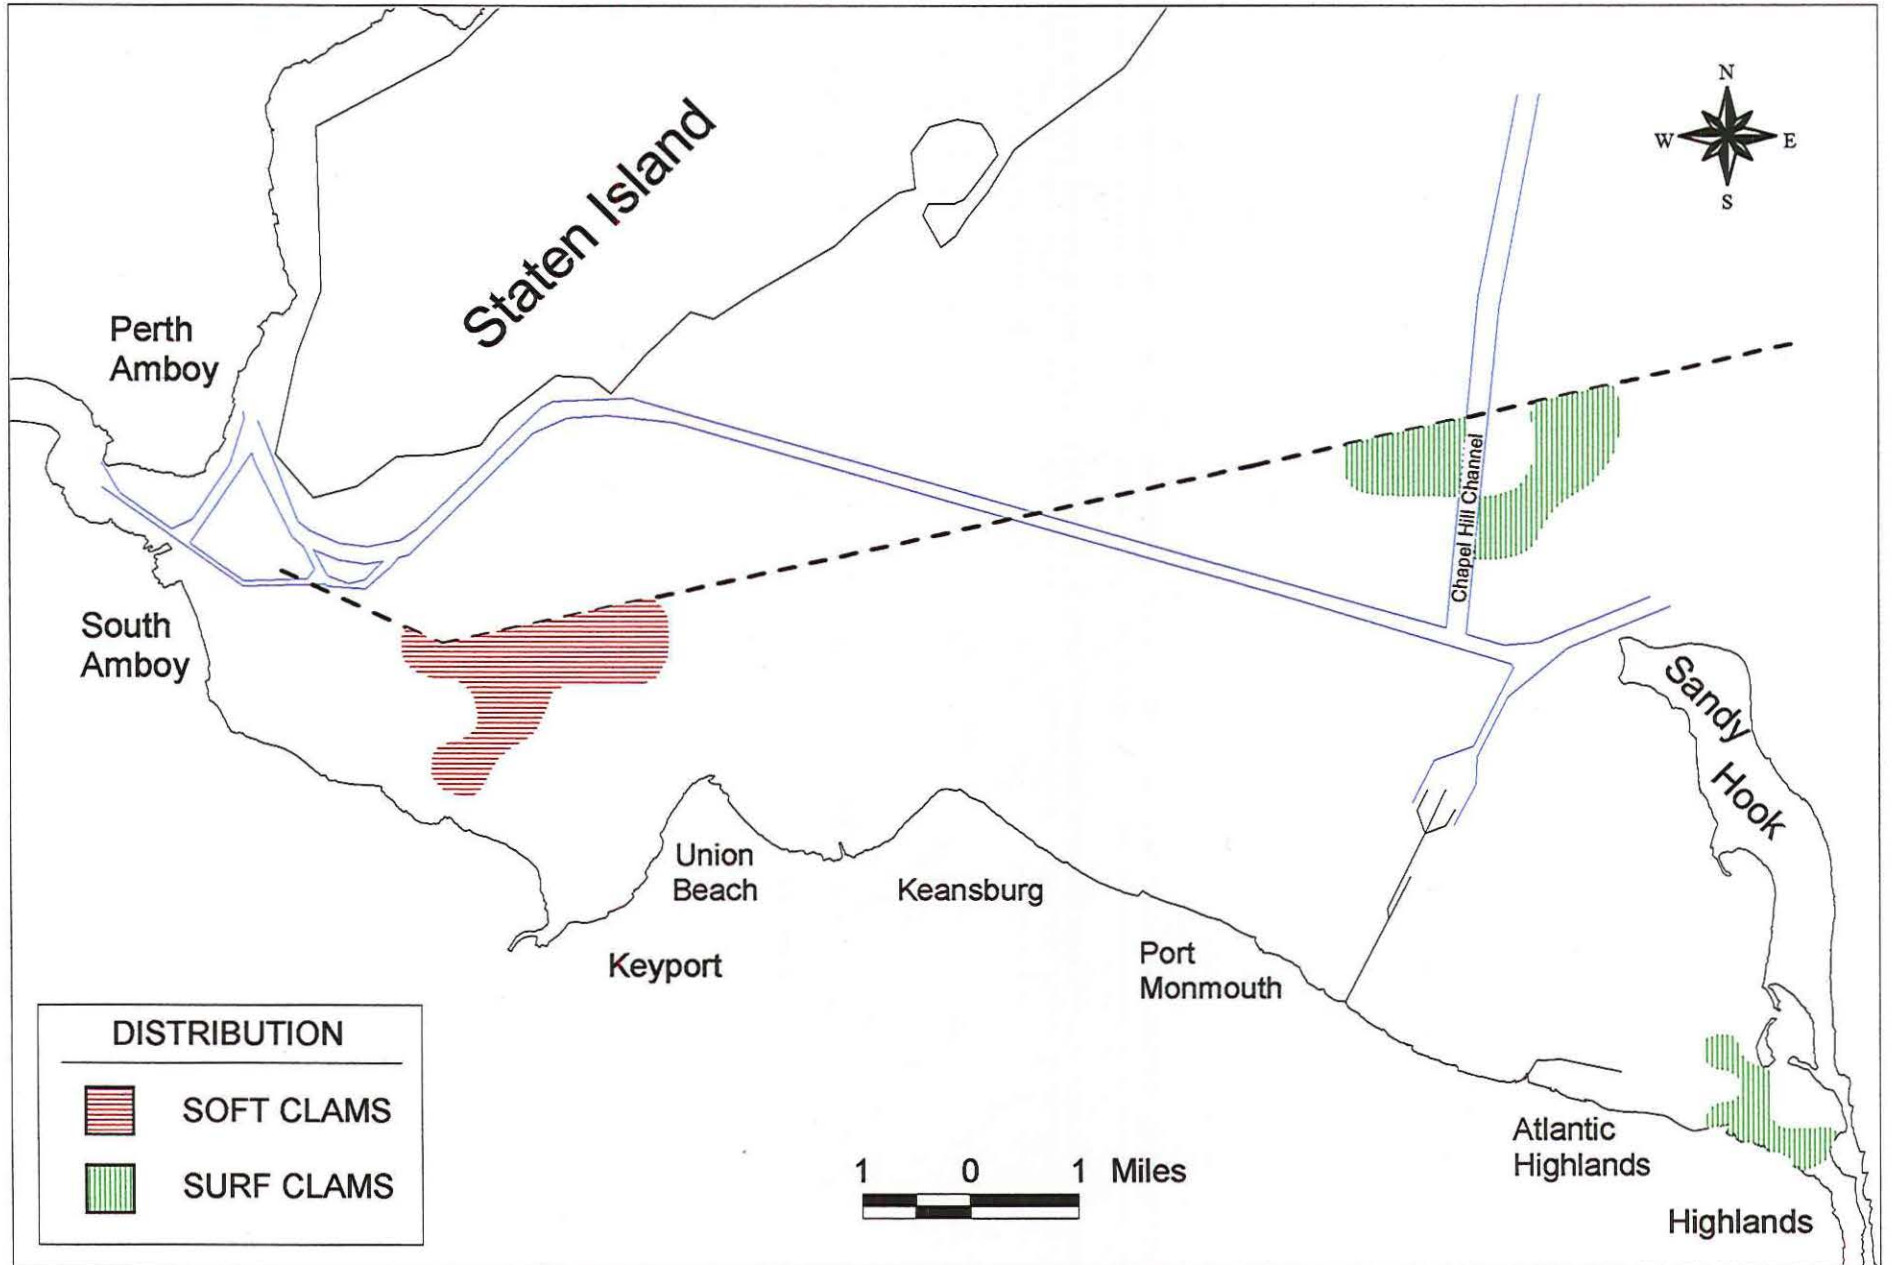 N
W
E
S
Staten Island
Perth
Amboy
Chapel Hill Channel
South
Amboy
Sandy
Hook
Union
Beach
Keansburg
Keyport
Port
Monmouth
DISTRIBUTION
SOFT CLAMS
SURF CLAMS
1 0 1 Miles
Atlantic
Highlands
Highlands